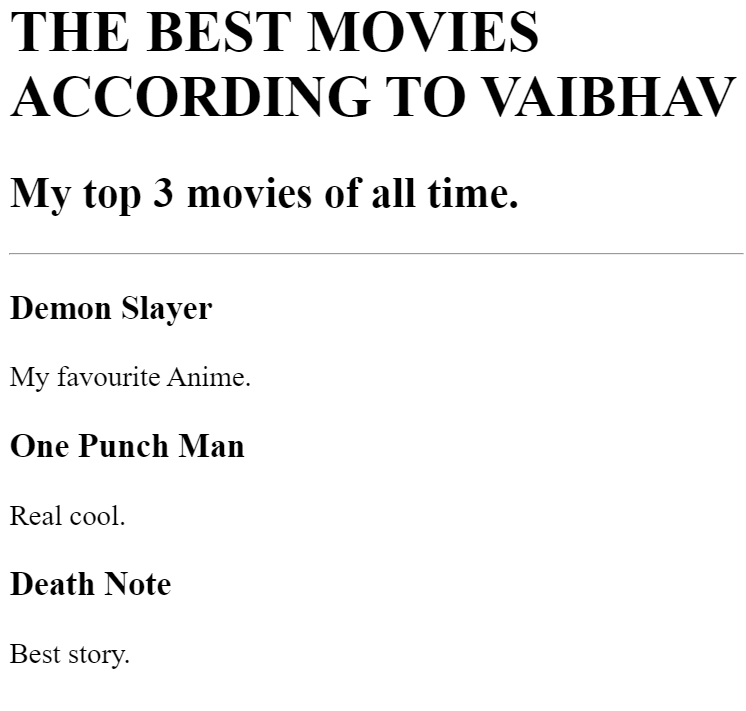 THE BEST MOVIES
ACCORDING TO VAIBHAV
My top 3 movies of all time.
Demon Slayer
My favourite Anime.
One Punch Man
Real cool.
Death Note
Best story.